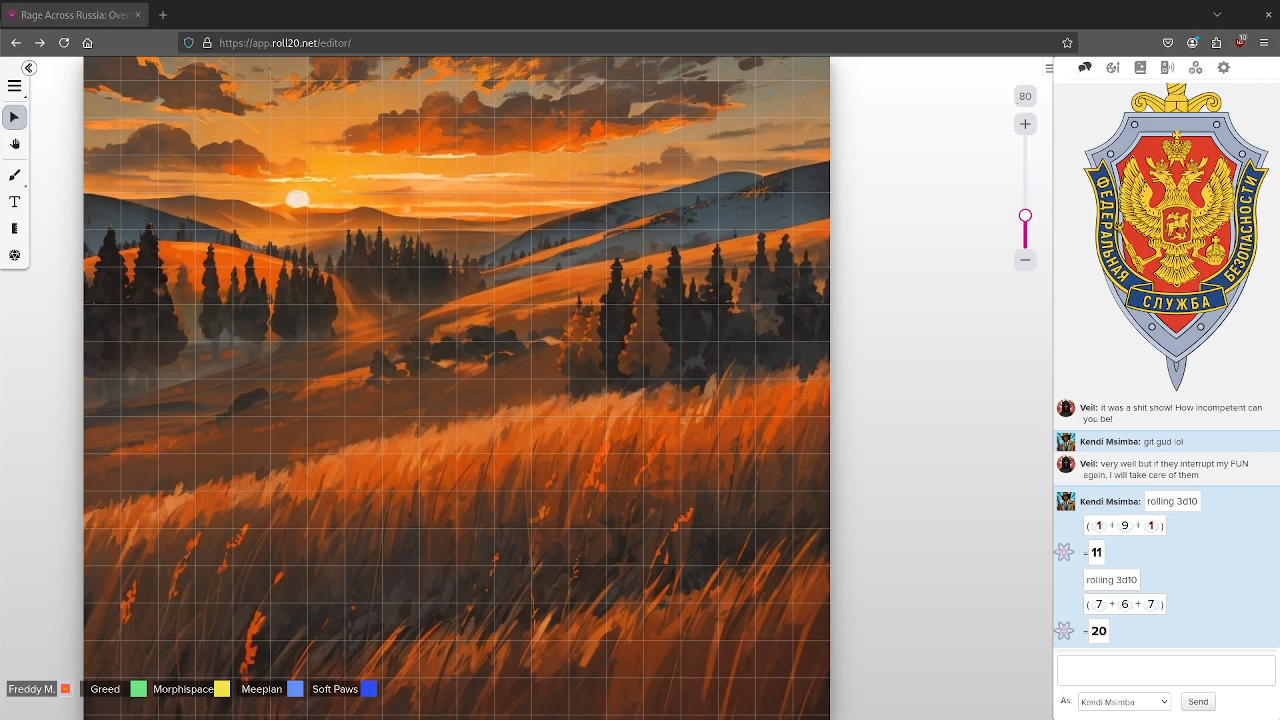 Rage Across Russia: Over
https://app.roll20.net/editor/
10
80
ФЕДЕРАЛЬНАЯ
СЛУЖБА
БЕЗОПАСНОСТИ
Veil: it was a shit show! How incompetent can
you be!
Kendi Msimba: git gud lol
Veil: very well but if they interrupt my FUN
again, I will take care of them
Kendi Msimba: rolling 3d10
(1+9+1)
=11
rolling 3d10
(7+6+7)
=20
Freddy M.
Greed
Morphispace
Meepian
Soft Paws
As: Kendi Msimba
Send